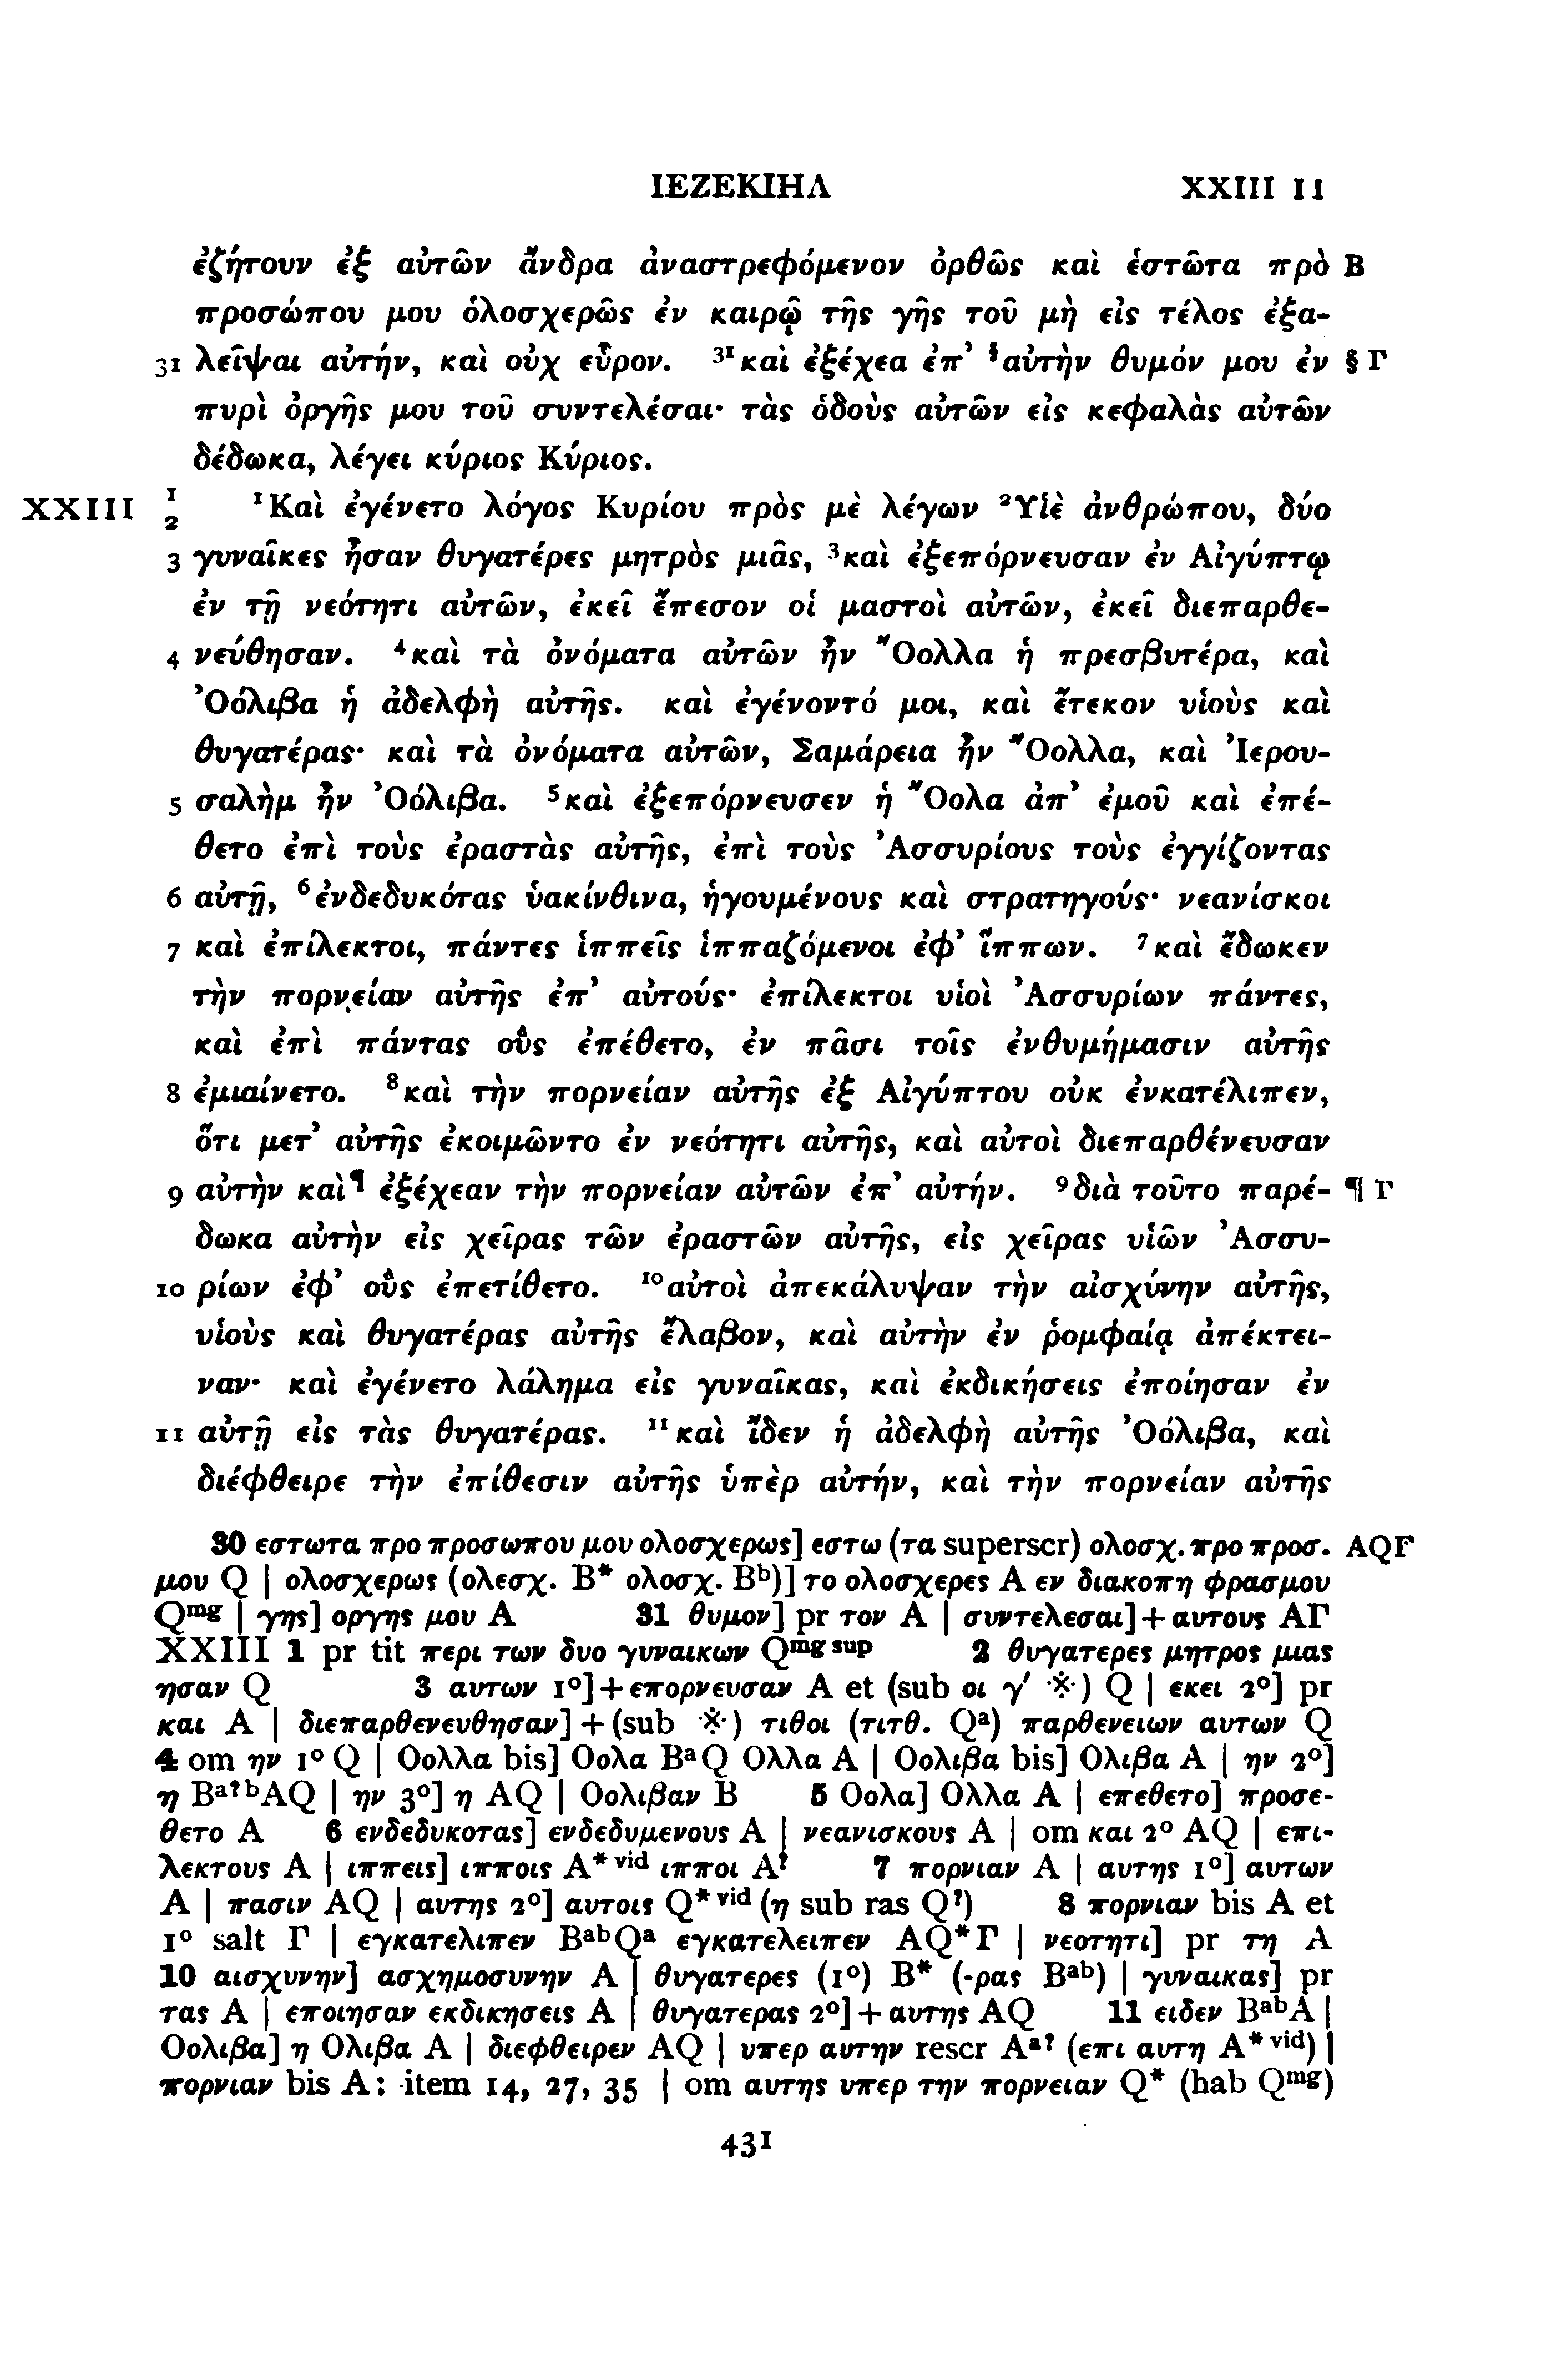 ΙΕΖΕΚΙΗΛ XXIII 11
ἐζήτουν ἐξ αὐτῶν ἄνδρα ἀναστρεφόμενον ὀρθῶς καὶ ἑστῶτα πρὸ B
προσώπου μου ὁλοσχερῶς ἐν καιρῷ τῆς γῆς τοῦ μὴ εἰς τέλος ἐξα-
31 λεῖψαι αὐτήν, καὶ οὐχ εὗρον. ³¹καὶ ἐξέχεα ἐπ’ §αὐτὴν θυμόν μου ἐν § Γ
πυρὶ ὀργῆς μου τοῦ συντελέσαι· τὰς ὁδοὺς αὐτῶν εἰς κεφαλὰς αὐτῶν
δέδωκα, λέγει κύριος Κύριος.
XXIII 1 2 ¹Καὶ ἐγένετο λόγος Κυρίου πρὸς μὲ λέγων ²Υἱὲ ἀνθρώπου, δύο
3 γυναῖκες ἦσαν θυγατέρες μητρὸς μιᾶς, ³καὶ ἐξεπόρνευσαν ἐν Αἰγύπτῳ
ἐν τῇ νεότητι αὐτῶν, ἐκεῖ ἔπεσον οἱ μαστοὶ αὐτῶν, ἐκεῖ διεπαρθε-
4 νεύθησαν. ⁴καὶ τὰ ὀνόματα αὐτῶν ἦν Ὄολλα ἡ πρεσβυτέρα, καὶ
Ὀόλιβα ἡ ἀδελφὴ αὐτῆς. καὶ ἐγένοντό μοι, καὶ ἔτεκον υἱοὺς καὶ
θυγατέρας· καὶ τὰ ὀνόματα αὐτῶν, Σαμάρεια ἦν Ὄολλα, καὶ Ἰερου-
5 σαλὴμ ἦν Ὀόλιβα. ⁵καὶ ἐξεπόρνευσεν ἡ Ὄολα ἀπ’ ἐμοῦ καὶ ἐπέ-
θετο ἐπὶ τοὺς ἐραστὰς αὐτῆς, ἐπὶ τοὺς Ἀσσυρίους τοὺς ἐγγίζοντας
6 αὐτῇ, ⁶ἐνδεδυκότας ὑακίνθινα, ἡγουμένους καὶ στρατηγούς· νεανίσκοι
7 καὶ ἐπίλεκτοι, πάντες ἱππεῖς ἱππαζόμενοι ἐφ’ ἵππων. ⁷καὶ ἔδωκεν
τὴν πορνείαν αὐτῆς ἐπ’ αὐτούς· ἐπίλεκτοι υἱοὶ Ἀσσυρίων πάντες,
καὶ ἐπὶ πάντας οὓς ἐπέθετο, ἐν πᾶσι τοῖς ἐνθυμήμασιν αὐτῆς
8 ἐμιαίνετο. ⁸καὶ τὴν πορνείαν αὐτῆς ἐξ Αἰγύπτου οὐκ ἐνκατέλιπεν,
ὅτι μετ’ αὐτῆς ἐκοιμῶντο ἐν νεότητι αὐτῆς, καὶ αὐτοὶ διεπαρθένευσαν
9 αὐτὴν καὶ¶ ἐξέχεαν τὴν πορνείαν αὐτῶν ἐπ’ αὐτήν. ⁹διὰ τοῦτο παρέ- ¶ Γ
δωκα αὐτὴν εἰς χεῖρας τῶν ἐραστῶν αὐτῆς, εἰς χεῖρας υἱῶν Ἀσσυ-
10 ρίων ἐφ’ οὓς ἐπετίθετο. ¹⁰αὐτοὶ ἀπεκάλυψαν τὴν αἰσχύνην αὐτῆς,
υἱοὺς καὶ θυγατέρας αὐτῆς ἔλαβον, καὶ αὐτὴν ἐν ῥομφαίᾳ ἀπέκτει-
ναν· καὶ ἐγένετο λάλημα εἰς γυναῖκας, καὶ ἐκδικήσεις ἐποίησαν ἐν
11 αὐτῇ εἰς τὰς θυγατέρας. ¹¹καὶ ἴδεν ἡ ἀδελφὴ αὐτῆς Ὀόλιβα, καὶ
διέφθειρε τὴν ἐπίθεσιν αὐτῆς ὑπὲρ αὐτήν, καὶ τὴν πορνείαν αὐτῆς
30 εστωτα προ προσωπου μου ολοσχερως] εστω (τα superscr) ολοσχ. προ προσ. AQΓ
μου Q | ολοσχερως (ολεσχ. B* ολοσχ. Bᵇ)] το ολοσχερες A εν διακοπη φρασμου
Qᵐᵍ | γης] οργης μου A 31 θυμον] pr τον A | συντελεσαι] + αυτους AΓ
XXIII 1 pr tit περι των δυο γυναικων Qᵐᵍ ˢᵘᵖ 2 θυγατερες μητρος μιας
ησαν Q 3 αυτων 1°] + επορνευσαν A et (sub οι γ′ ※) Q | εκει 2°] pr
και A | διεπαρθενευθησαν] + (sub ※) τιθοι (τιτθ. Qᵃ) παρθενειων αυτων Q
4 om ην 1° Q | Οολλα bis] Οολα BᵃQ Ολλα A | Οολιβα bis] Ολιβα A | ην 2°]
η Bᵃ?ᵇAQ | ην 3°] η AQ | Οολιβαν B 5 Οολα] Ολλα A | επεθετο] προσε-
θετο A 6 ενδεδυκοτας] ενδεδυμενους A | νεανισκους A | om και 2° AQ | επι-
λεκτους A | ιππεις] ιπποις A*ᵛⁱᵈ ιπποι A? 7 πορνιαν A | αυτης 1°] αυτων
A | πασιν AQ | αυτης 2°] αυτοις Q*ᵛⁱᵈ (η sub ras Q?) 8 πορνιαν bis A et
1° salt Γ | εγκατελιπεν BᵃᵇQᵃ εγκατελειπεν AQ*Γ | νεοτητι] pr τη A
10 αισχυνην] ασχημοσυνην A | θυγατερες (1°) B* (-ρας Bᵃᵇ) | γυναικας] pr
τας A | εποιησαν εκδικησεις A | θυγατερας 2°] + αυτης AQ 11 ειδεν BᵃᵇA |
Οολιβα] η Ολιβα A | διεφθειρεν AQ | υπερ αυτην rescr Aᵃ? (επι αυτη A*ᵛⁱᵈ) |
πορνιαν bis A: item 14, 27, 35 | om αυτης υπερ την πορνειαν Q* (hab Qᵐᵍ)
431